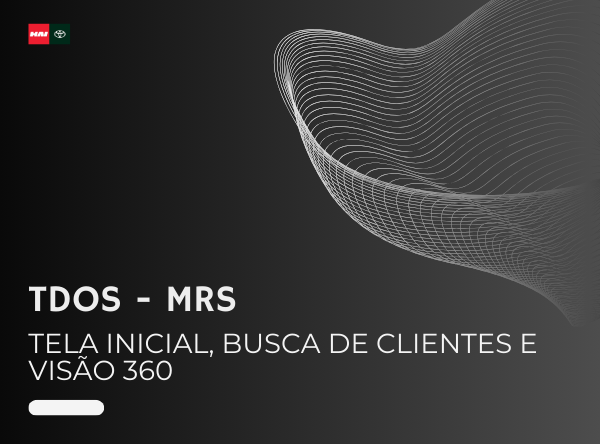 TDOS - MRS
TELA INICIAL, BUSCA DE CLIENTES E
VISÃO 360